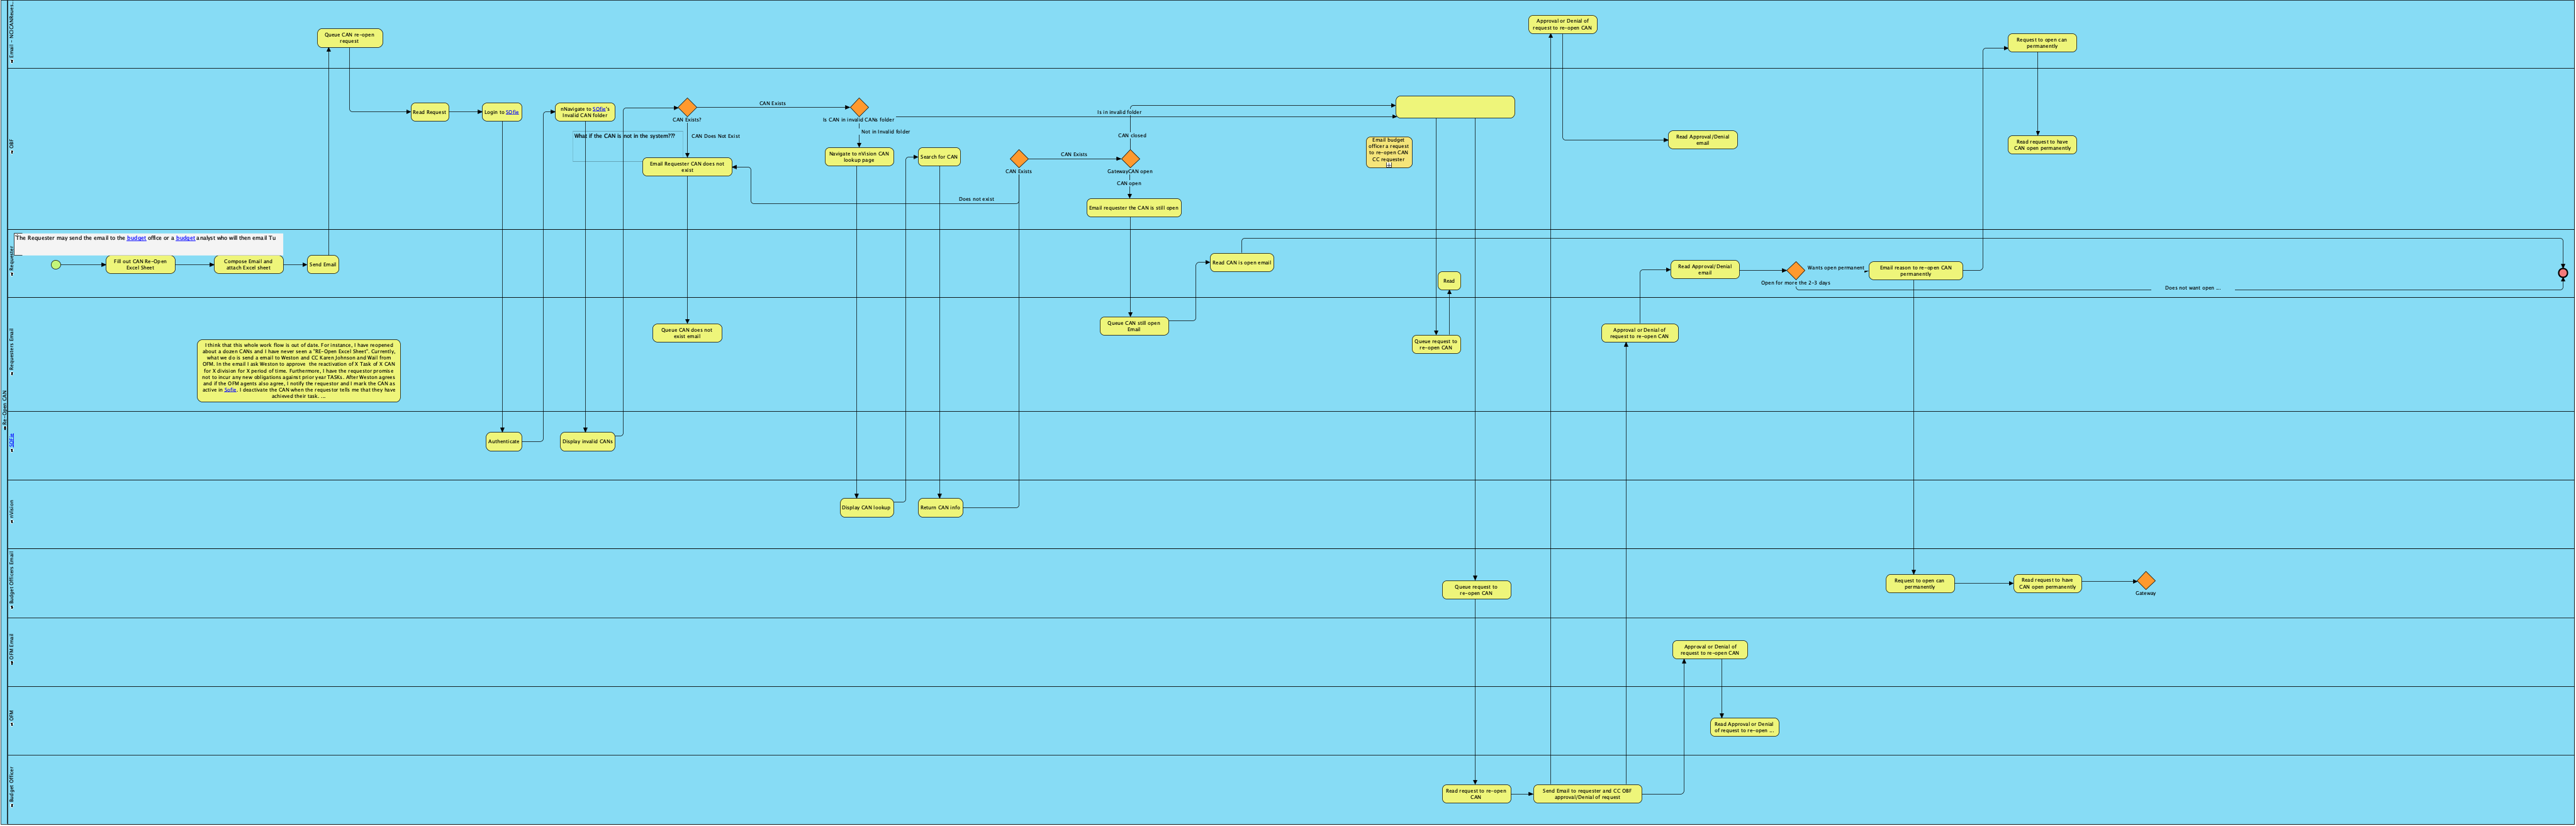 Re-Open CAN
Approval or Denial of
request to re-open CAN
Queue CAN re-open
request
Request to open can
permanently
OBF
Read Request
Login to SOfie
nNavigate to SOfie's
Invalid CAN folder
CAN Exists?
CAN Exists
Is CAN in invalid CANs folder
Is in invalid folder
Not in Invalid folder
CAN Does Not Exist
What if the CAN is not in the system???
Email Requester CAN does not
exist
Navigate to nVision CAN
lookup page
Search for CAN
CAN Exists
CAN Exists
CAN closed
GatewayCAN open
CAN open
Does not exist
Email requester the CAN is still open
Email budget
officer a request
to re-open CAN
CC requester
Read Approval/Denial
email
Read request to have
CAN open permanently
Requester
The Requester may send the email to the budget office or a budget analyst who will then email Tu
Fill out CAN Re-Open
Excel Sheet
Compose Email and
attach Excel sheet
Send Email
Read CAN is open email
Read
Read Approval/Denial
email
Open for more the 2-3 days
Wants open permanent
Email reason to re-open CAN
permanently
Does not want open ...
Requesters Email
Queue CAN does not
exist email
Queue CAN still open
Email
Queue request to
re-open CAN
Approval or Denial of
request to re-open CAN
I think that this whole work flow is out of date. For instance, I have reopened
about a dozen CANs and I have never seen a "RE-Open Excel Sheet". Currently,
what we do is send a email to Weston and CC Karen Johnson and Wail from
OFM. In the email I ask Weston to approve the reactivation of X Task of X CAN
for X division for X period of time. Furthermore, I have the requestor promise
not to incur any new obligations against prior year TASKs. After Weston agrees
and if the OFM agents also agree, I notify the requestor and I mark the CAN as
active in Sofie. I deactivate the CAN when the requestor tells me that they have
achieved their task. ...
SOFie
Authenticate
Display invalid CANs
nVision
Display CAN lookup
Return CAN info
Budget Officers Email
Queue request to
re-open CAN
Request to open can
permanently
Read request to have
CAN open permanently
Gateway
OFM Email
Approval or Denial of
request to re-open CAN
OFM
Read Approval or Denial
of request to re-open ...
Budget Officer
Read request to re-open
CAN
Send Email to requester and CC OBF
approval/Denial of request